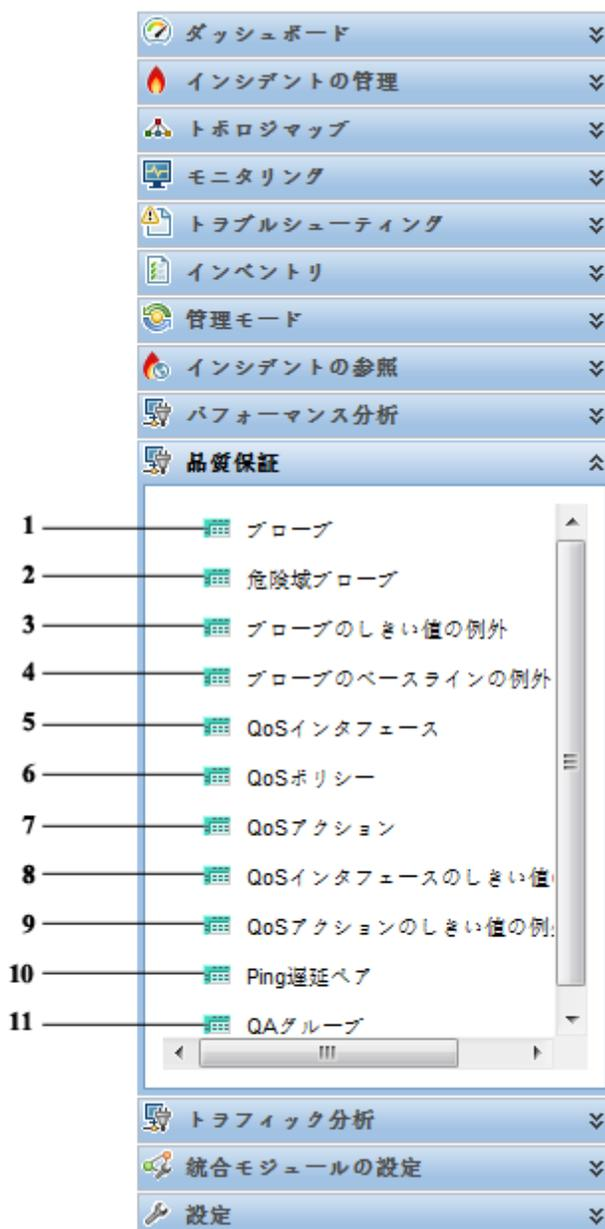 ダッシュボード
インシデントの管理
トポロジマップ
モニタリング
トラブルシューティング
インベントリ
管理モード
インシデントの参照
パフォーマンス分析
品質保証
1 プローブ
2 危険域プローブ
3 プローブのしきい値の例外
4 プローブのベースラインの例外
5 QoSインタフェース
6 QoSポリシー
7 QoSアクション
8 QoSインタフェースのしきい値
9 QoSアクションのしきい値の例
10 Ping遅延ペア
11 QAグループ
トラフィック分析
統合モジュールの設定
設定